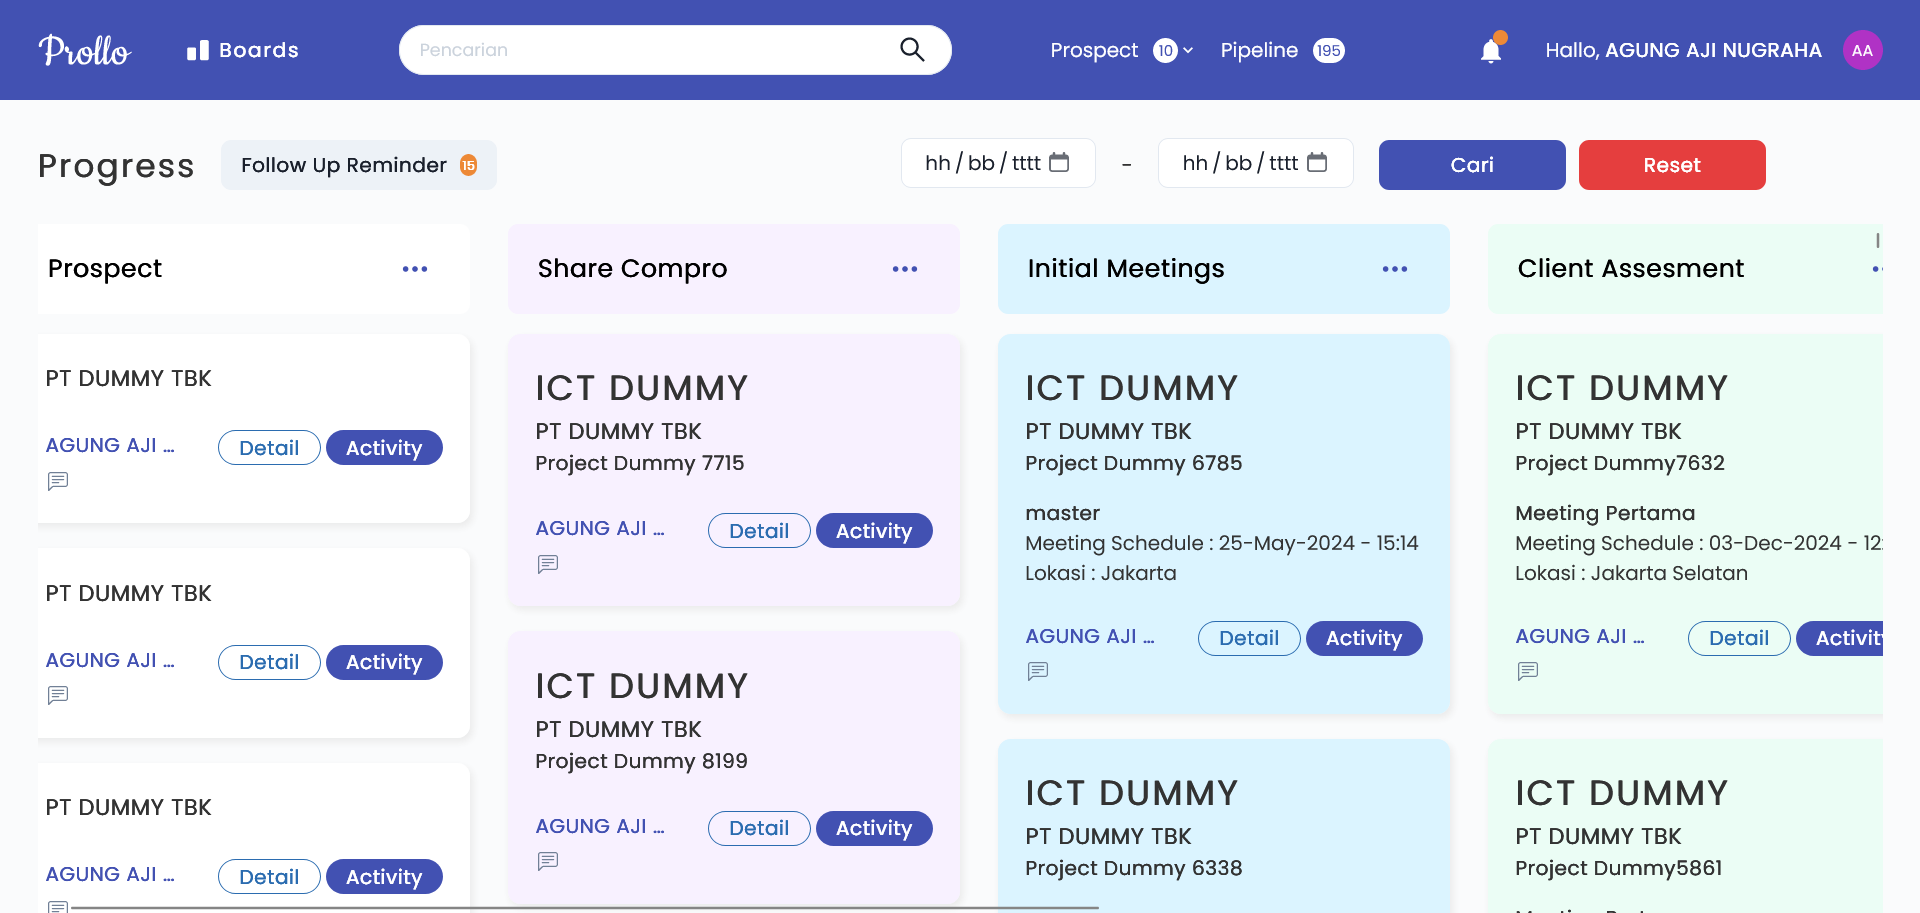 Prollo
Boards
Pencarian
Prospect 10
Pipeline 195
Hallo, AGUNG AJI NUGRAHA
AA
Progress
Follow Up Reminder 15
hh / bb / tttt
-
hh / bb / tttt
Cari
Reset
Prospect
PT DUMMY TBK
AGUNG AJI ...
Detail
Activity
PT DUMMY TBK
AGUNG AJI ...
Detail
Activity
PT DUMMY TBK
AGUNG AJI ...
Detail
Activity
Share Compro
ICT DUMMY
PT DUMMY TBK
Project Dummy 7715
AGUNG AJI ...
Detail
Activity
ICT DUMMY
PT DUMMY TBK
Project Dummy 8199
AGUNG AJI ...
Detail
Activity
Initial Meetings
ICT DUMMY
PT DUMMY TBK
Project Dummy 6785
master
Meeting Schedule : 25-May-2024 - 15:14
Lokasi : Jakarta
AGUNG AJI ...
Detail
Activity
ICT DUMMY
PT DUMMY TBK
Project Dummy 6338
Client Assesment
ICT DUMMY
PT DUMMY TBK
Project Dummy7632
Meeting Pertama
Meeting Schedule : 03-Dec-2024 - 12:
Lokasi : Jakarta Selatan
AGUNG AJI ...
Detail
Activity
ICT DUMMY
PT DUMMY TBK
Project Dummy5861